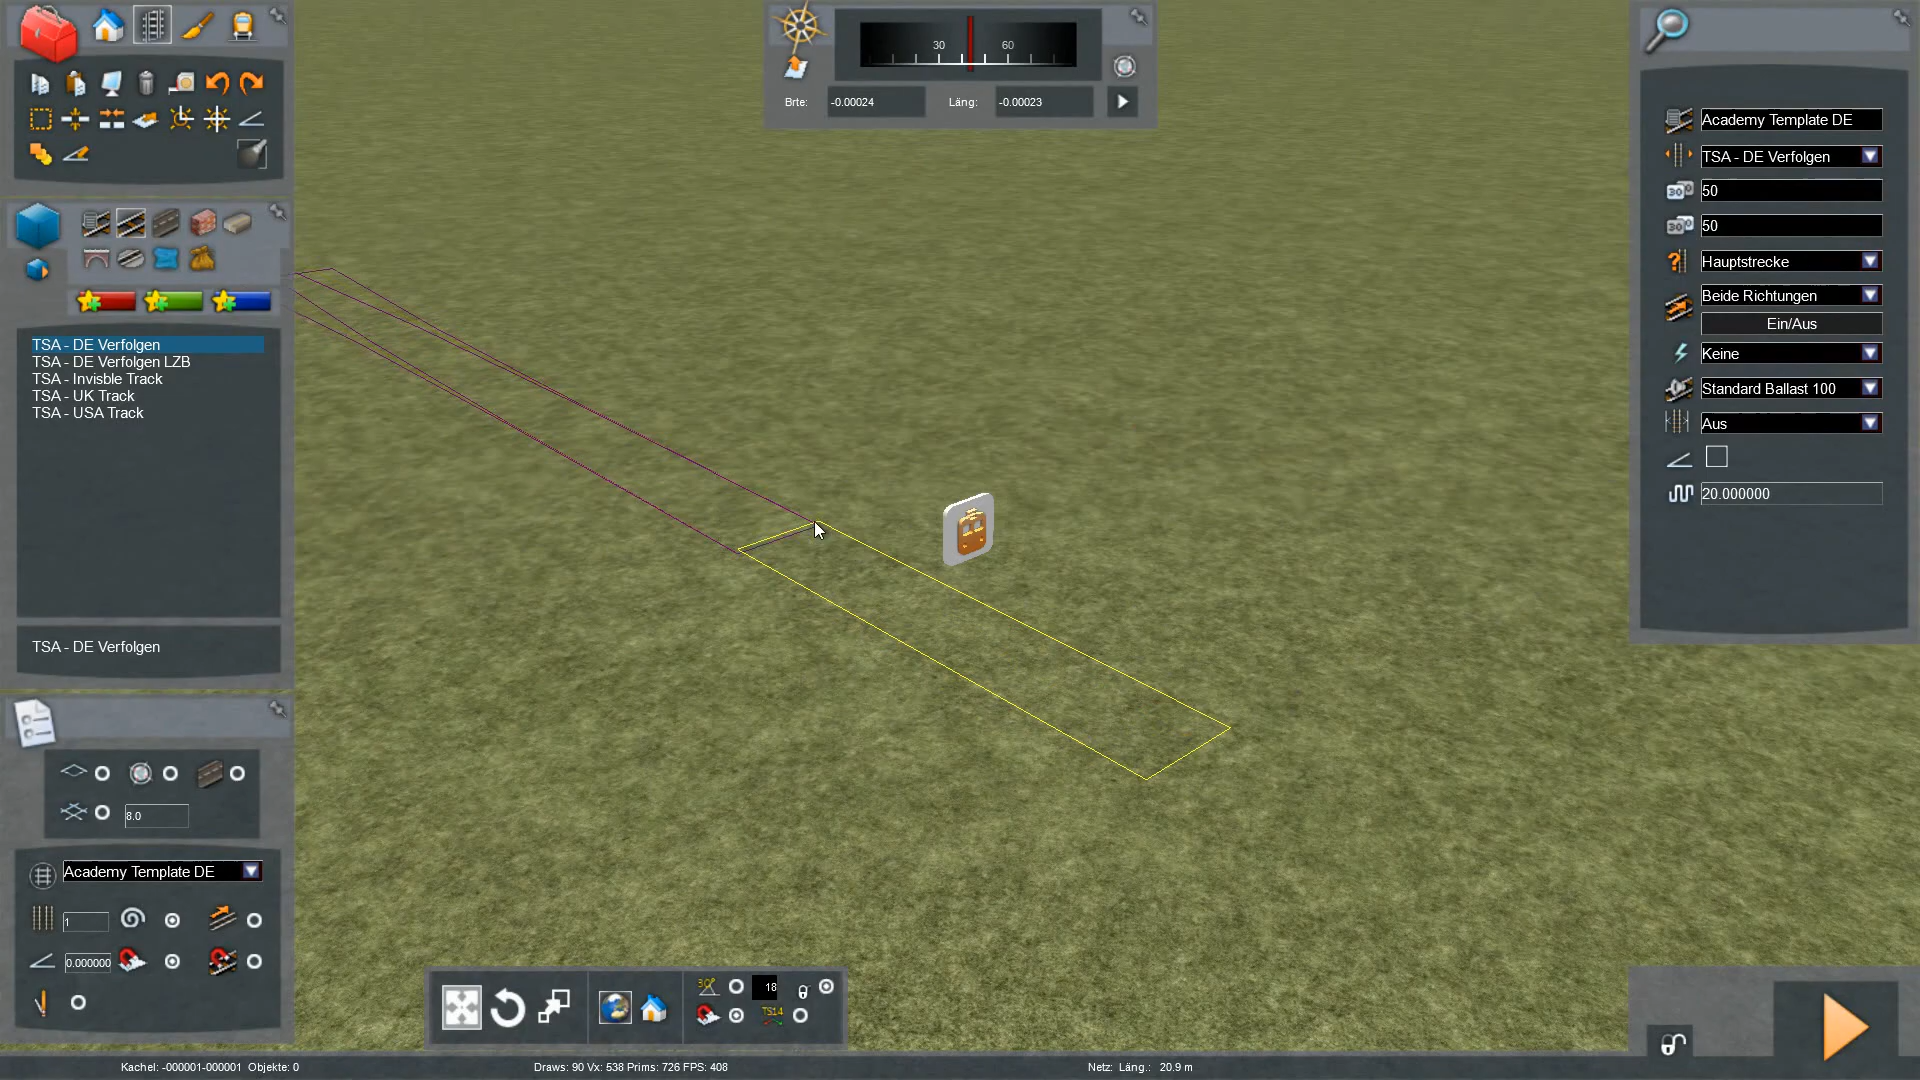 30
60
Brte:
-0.00024
Läng:
-0.00023
TSA - DE Verfolgen
TSA - DE Verfolgen LZB
TSA - Invisble Track
TSA - UK Track
TSA - USA Track
TSA - DE Verfolgen
8.0
Academy Template DE
1
0.000000
30°
18
TS14
Academy Template DE
TSA - DE Verfolgen
50
50
Hauptstrecke
Beide Richtungen
Ein/Aus
Keine
Standard Ballast 100
Aus
20.000000
Kachel: -000001-000001 Objekte: 0
Draws: 90 Vx: 538 Prims: 726 FPS: 408
Netz: Läng.: 20.9 m